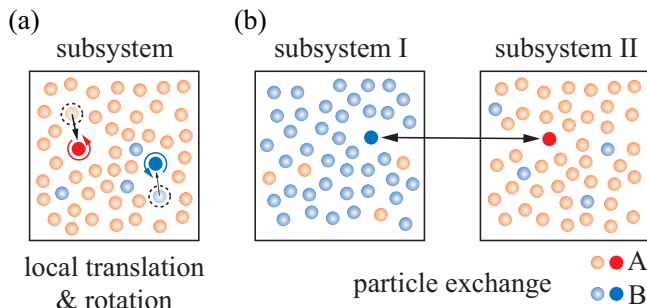 (a)
subsystem
local translation
& rotation
(b)
subsystem I
subsystem II
particle exchange
A
B